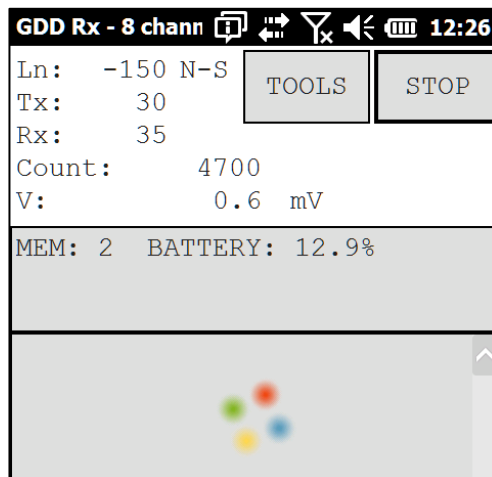 GDD Rx - 8 chann 12:26
Ln: -150 N-S
TOOLS
STOP
Tx: 30
Rx: 35
Count: 4700
V: 0.6 mV
MEM: 2 BATTERY: 12.9%